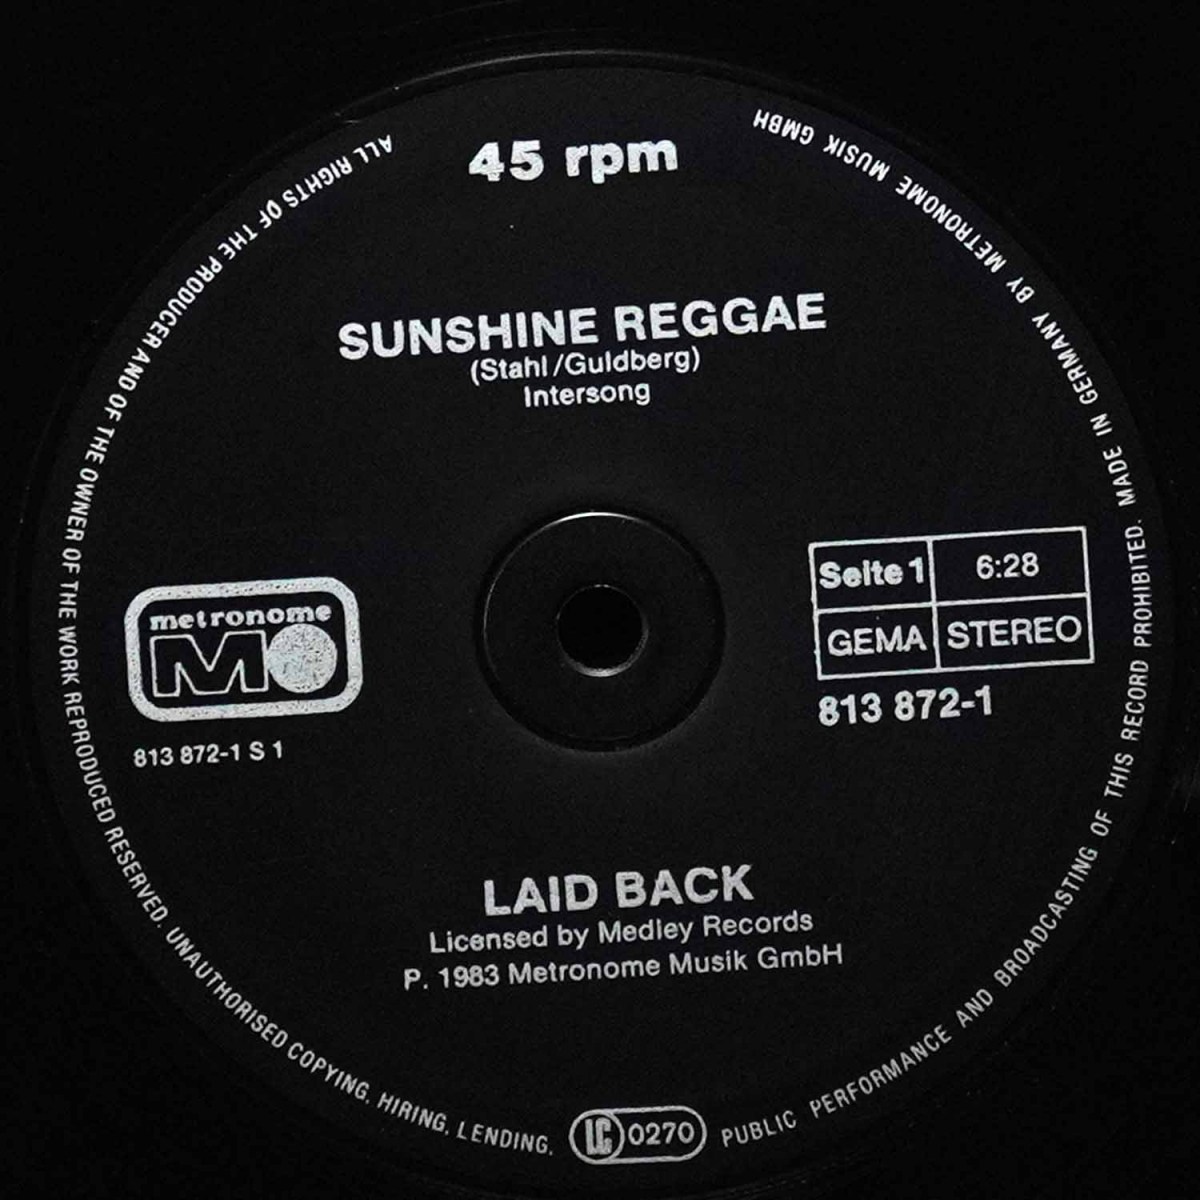 45 rpm
SUNSHINE REGGAE
(Stahl/Guldberg)
Intersong
metronome
MO
813 872-1 S 1
Seite 1 6:28
GEMA STEREO
813 872-1
LAID BACK
Licensed by Medley Records
P. 1983 Metronome Musik GmbH
ALL RIGHTS OF THE PRODUCER AND OF THE OWNER OF THE WORK REPRODUCED RESERVED. UNAUTHORISED COPYING, HIRING, LENDING, PUBLIC PERFORMANCE AND BROADCASTING OF THIS RECORD PROHIBITED. MADE IN GERMANY BY METRONOME MUSIK GMBH
LC 0270